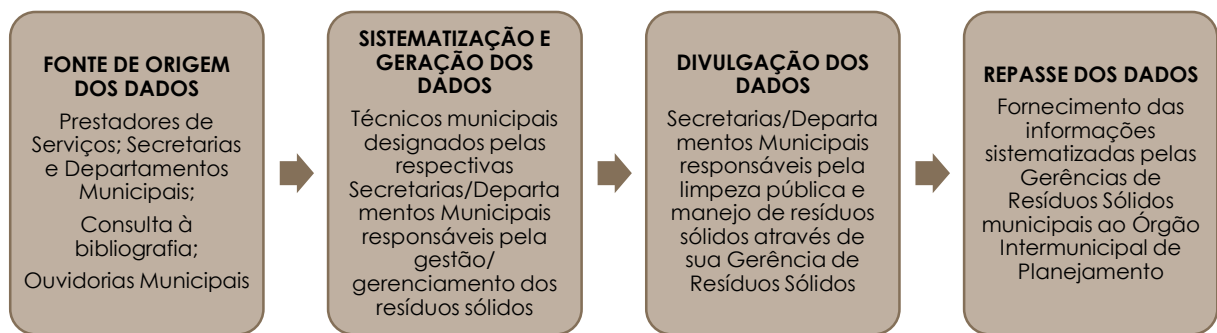 FONTE DE ORIGEM
DOS DADOS
Prestadores de
Serviços; Secretarias
e Departamentos
Municipais;
Consulta à
bibliografia;
Ouvidorias Municipais
SISTEMATIZAÇÃO E
GERAÇÃO DOS
DADOS
Técnicos municipais
designados pelas
respectivas
Secretarias/Departa
mentos Municipais
responsáveis pela
gestão/
gerenciamento dos
resíduos sólidos
DIVULGAÇÃO DOS
DADOS
Secretarias/Departa
mentos Municipais
responsáveis pela
limpeza pública e
manejo de resíduos
sólidos através de
sua Gerência de
Resíduos Sólidos
REPASSE DOS DADOS
Fornecimento das
informações
sistematizadas pelas
Gerências de
Resíduos Sólidos
municipais ao Órgão
Intermunicipal de
Planejamento